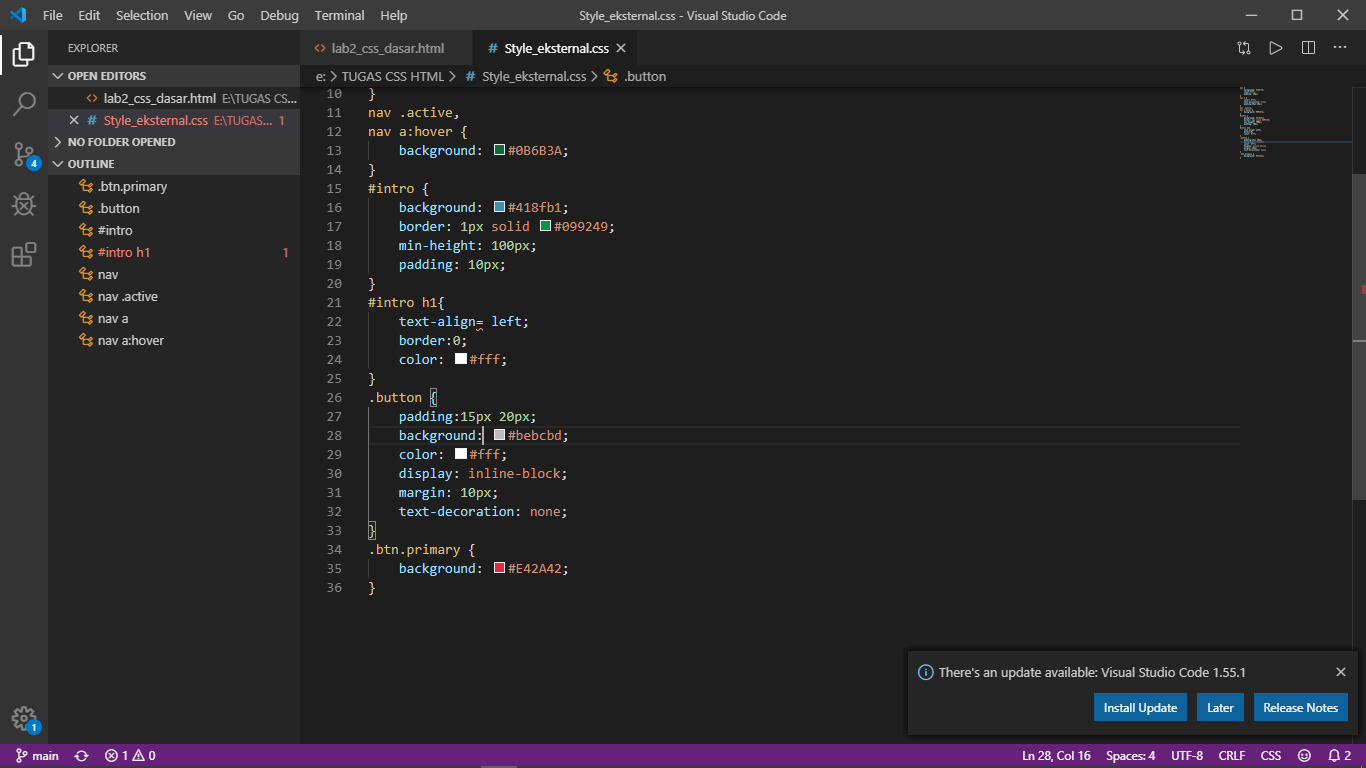 File Edit Selection View Go Debug Terminal Help
Style_eksternal.css - Visual Studio Code
EXPLORER
OPEN EDITORS
lab2_css_dasar.html E:\TUGAS CS...
Style_eksternal.css E:\TUGAS... 1
NO FOLDER OPENED
OUTLINE
.btn.primary
.button
#intro
#intro h1 1
nav
nav .active
nav a
nav a:hover
4
1
<> lab2_css_dasar.html # Style_eksternal.css
e: > TUGAS CSS HTML > # Style_eksternal.css > .button
10 }
11 nav .active,
12 nav a:hover {
13 background: #0B6B3A;
14 }
15 #intro {
16 background: #418fb1;
17 border: 1px solid #099249;
18 min-height: 100px;
19 padding: 10px;
20 }
21 #intro h1{
22 text-align= left;
23 border:0;
24 color: #fff;
25 }
26 .button {
27 padding:15px 20px;
28 background: #bebcbd;
29 color: #fff;
30 display: inline-block;
31 margin: 10px;
32 text-decoration: none;
33 }
34 .btn.primary {
35 background: #E42A42;
36 }
There's an update available: Visual Studio Code 1.55.1
Install Update Later Release Notes
main 1 0 Ln 28, Col 16 Spaces: 4 UTF-8 CRLF CSS 2